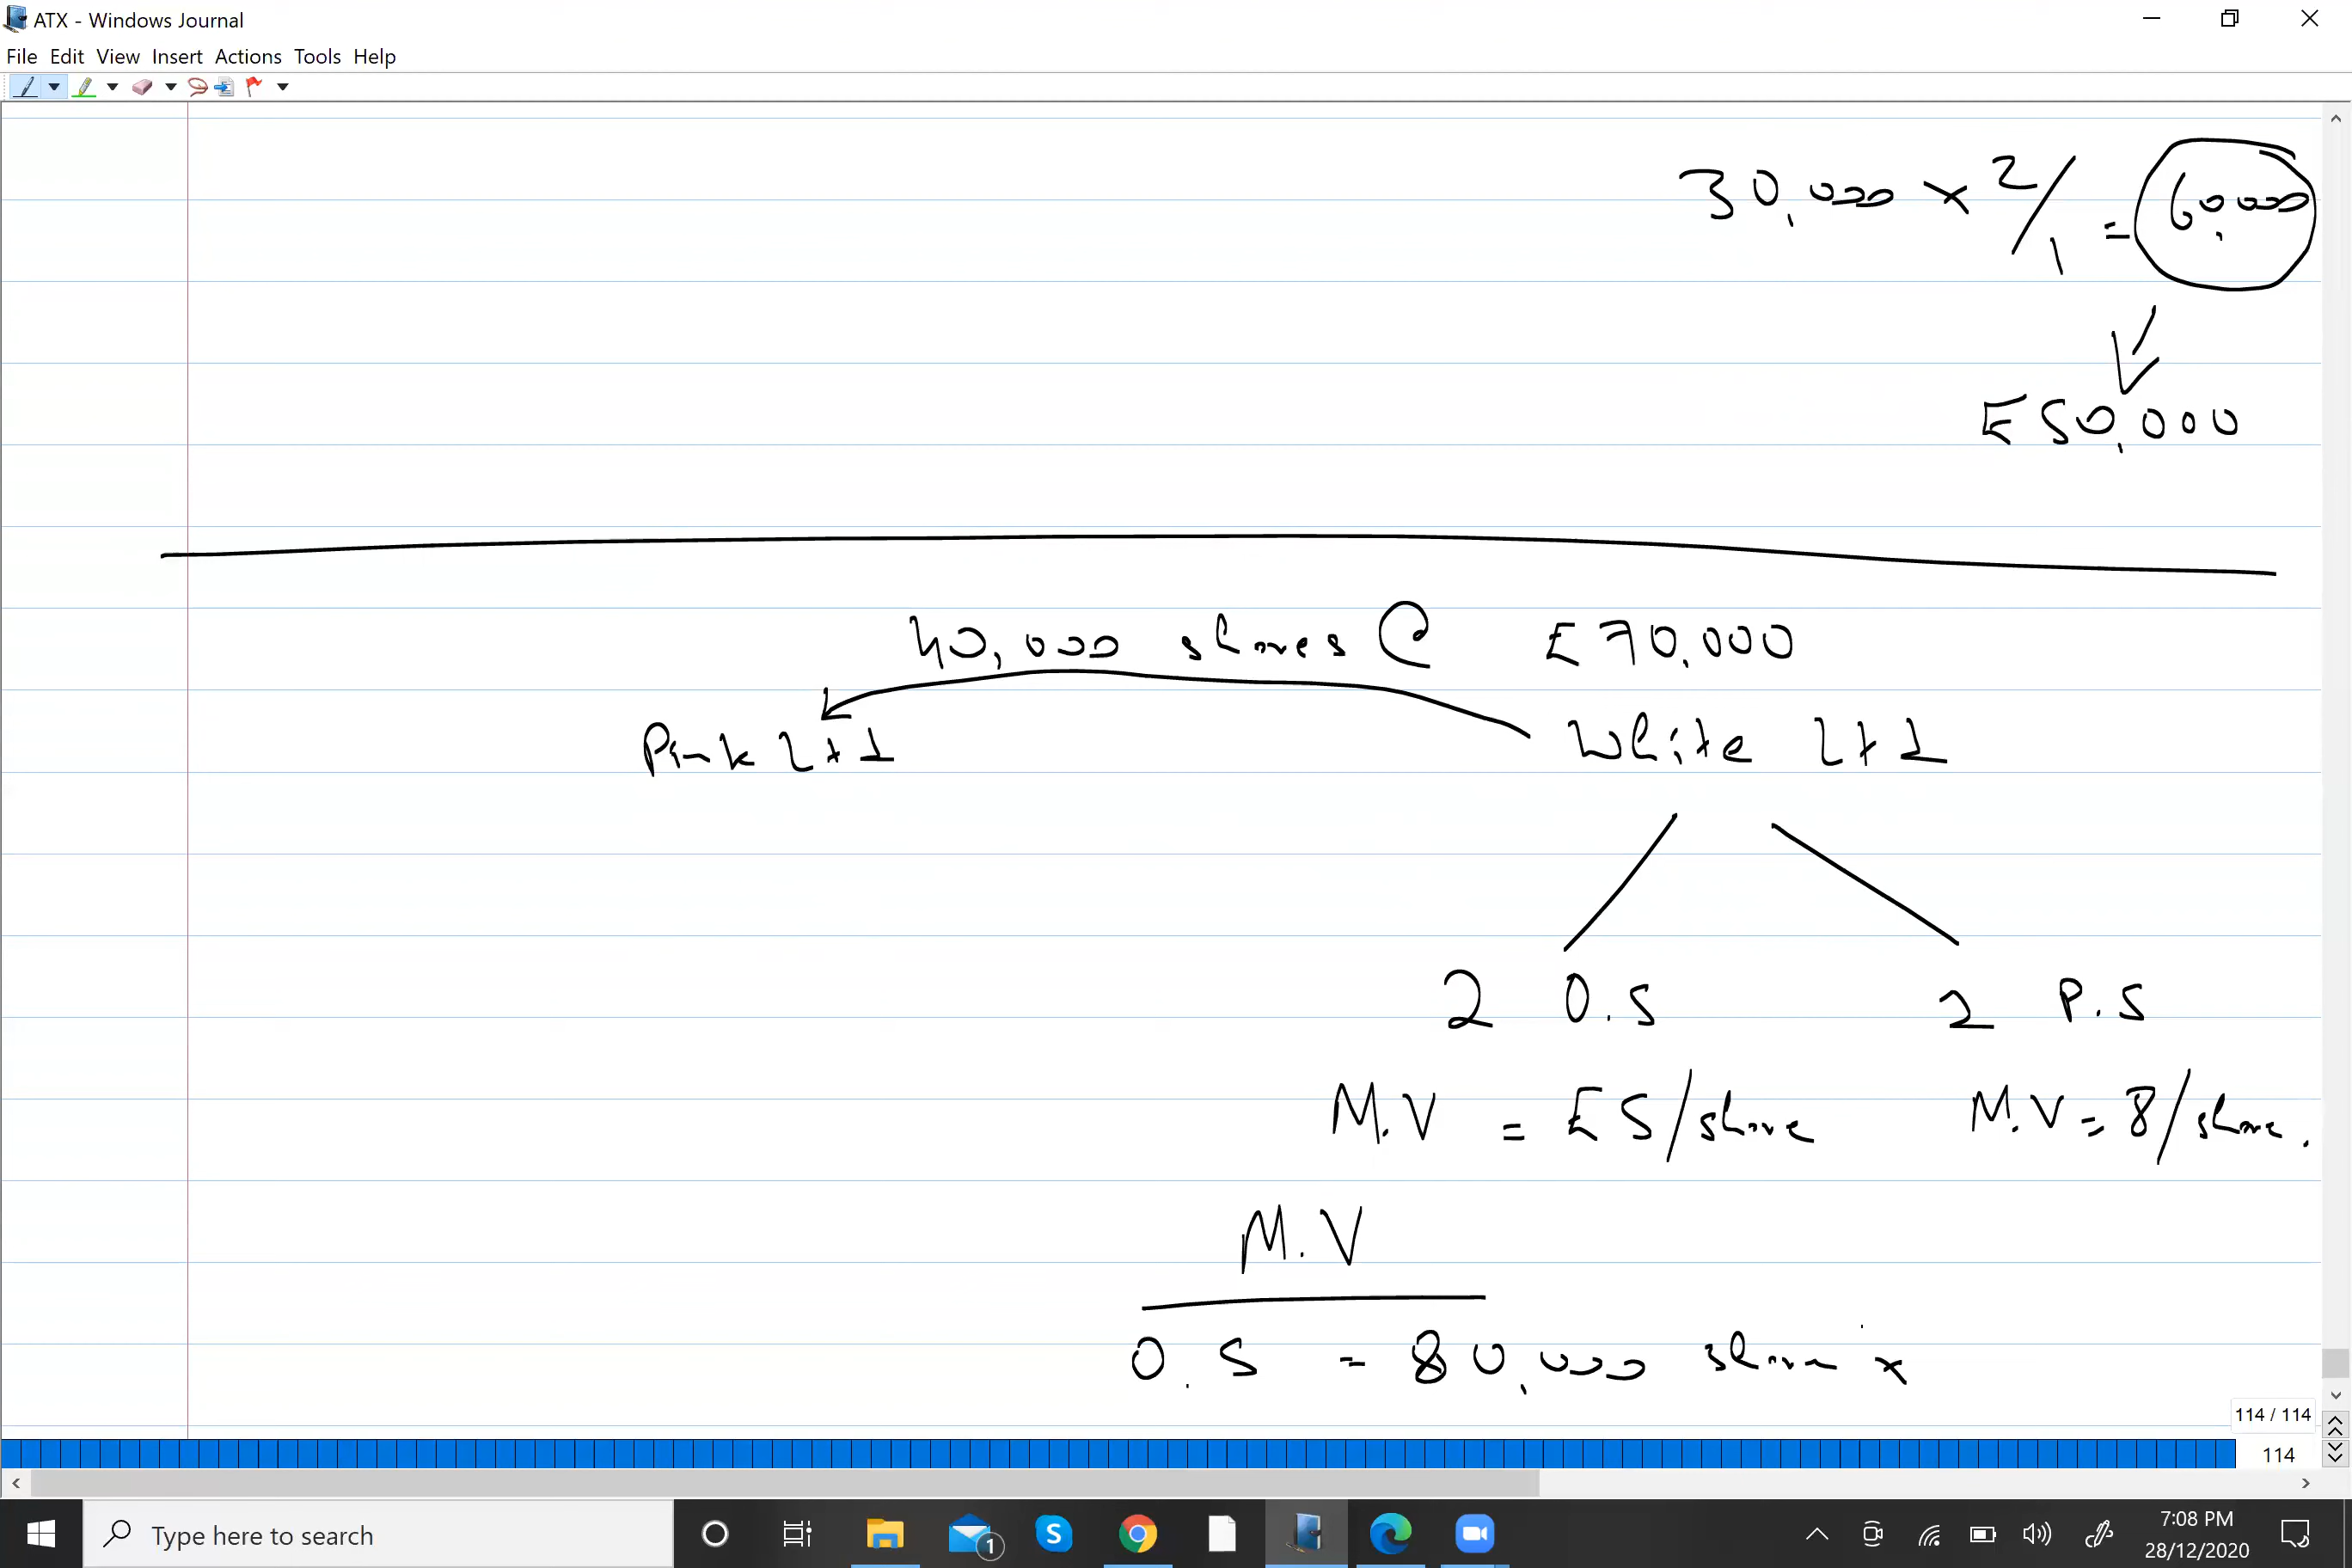 ATX - Windows Journal
File Edit View Insert Actions Tools Help
30,000 x 2/1 = 60,000
£50,000
40,000 shares @ £70,000
Pink Ltd White Ltd
2 O.S 2 P.S
M.V = £5/share M.V = 8/share.
M.V
O.S = 80,000 share x
114 / 114
114
Type here to search
1
7:08 PM
28/12/2020